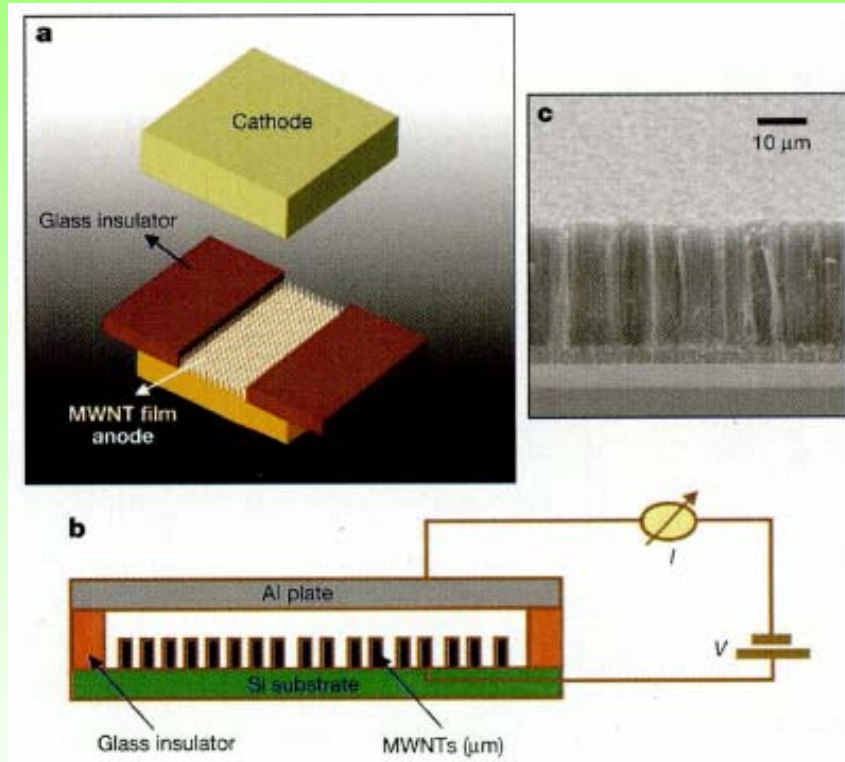 a
Cathode
Glass insulator
MWNT film
anode
c
10 μm
b
I
Al plate
V
Si substrate
Glass insulator
MWNTs (μm)